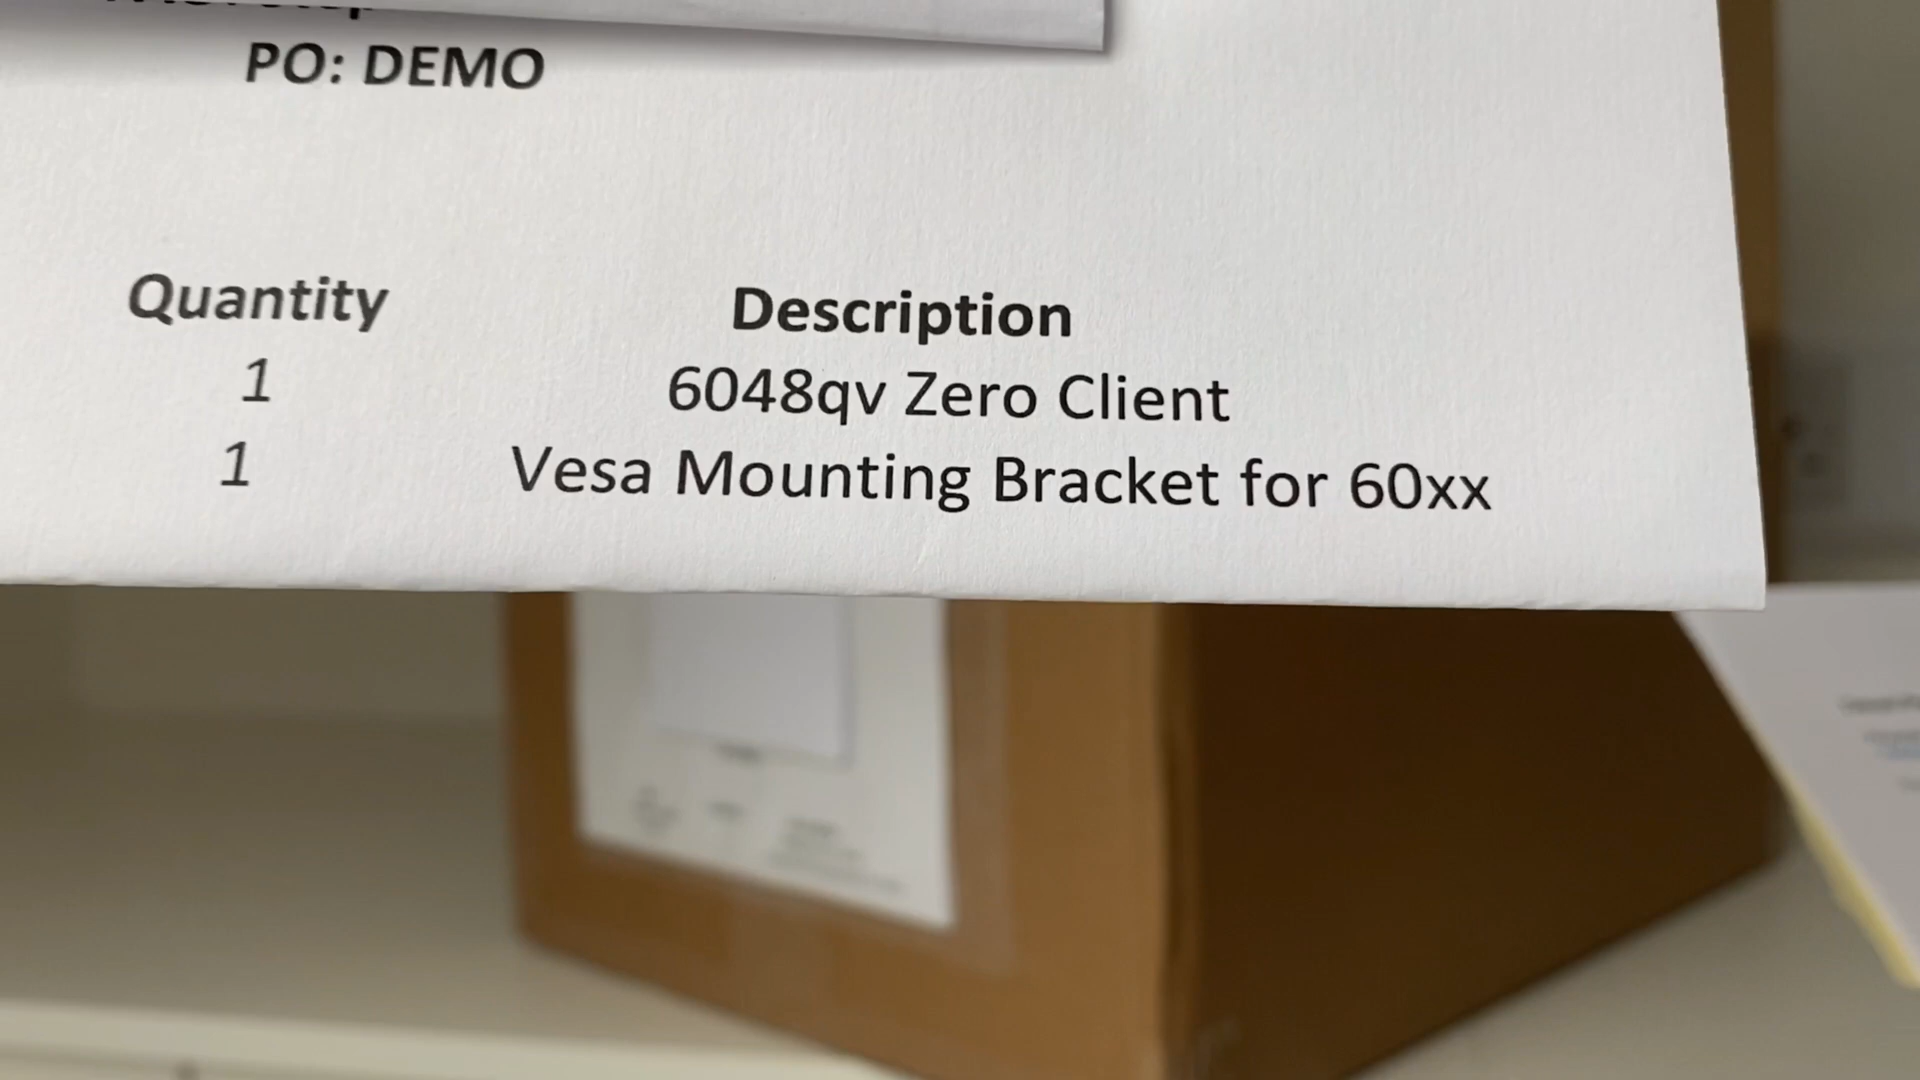 PO: DEMO
Quantity Description
1 6048qv Zero Client
1 Vesa Mounting Bracket for 60xx